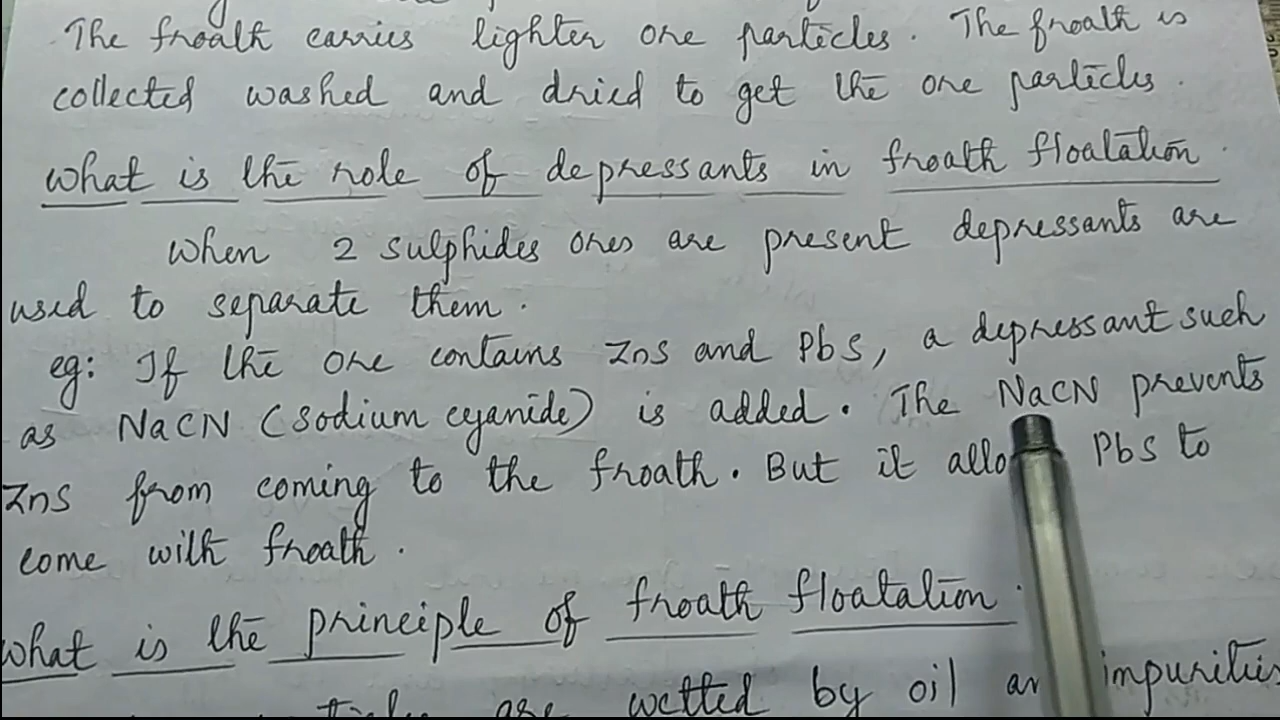 The froath carries lighter ore particles. The froath is
collected washed and dried to get the ore particles.
What is the role of depressants in froath floatation.
When 2 sulphides ores are present depressants are
used to separate them.
eg: If the ore contains ZnS and PbS, a depressant such
as NaCN (sodium cyanide) is added. The NaCN prevents
ZnS from coming to the froath. But it allo PbS to
come with froath.
What is the principle of froath floatation.
are wetted by oil impurities